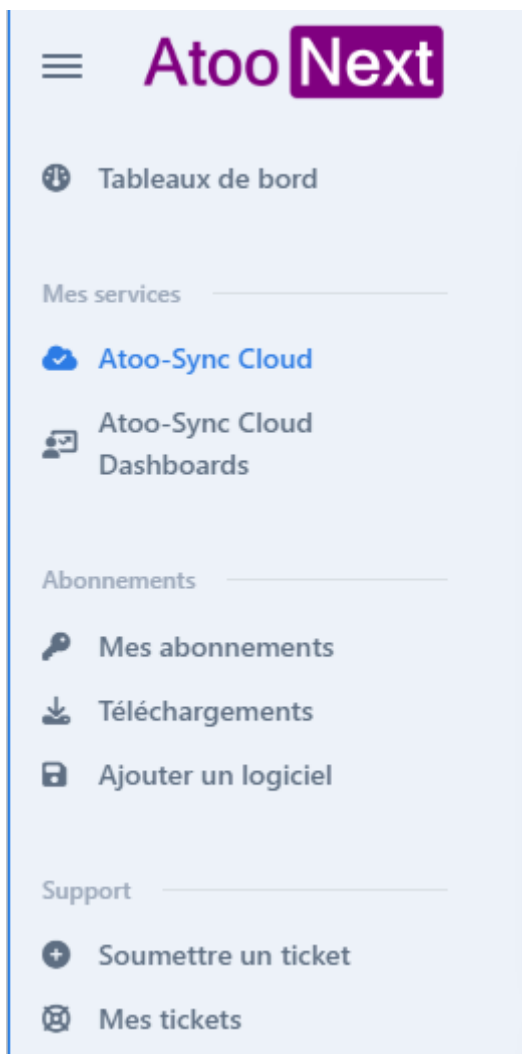 Atoo Next
Tableaux de bord
Mes services
Atoo-Sync Cloud
Atoo-Sync Cloud
Dashboards
Abonnements
Mes abonnements
Téléchargements
Ajouter un logiciel
Support
Soumettre un ticket
Mes tickets